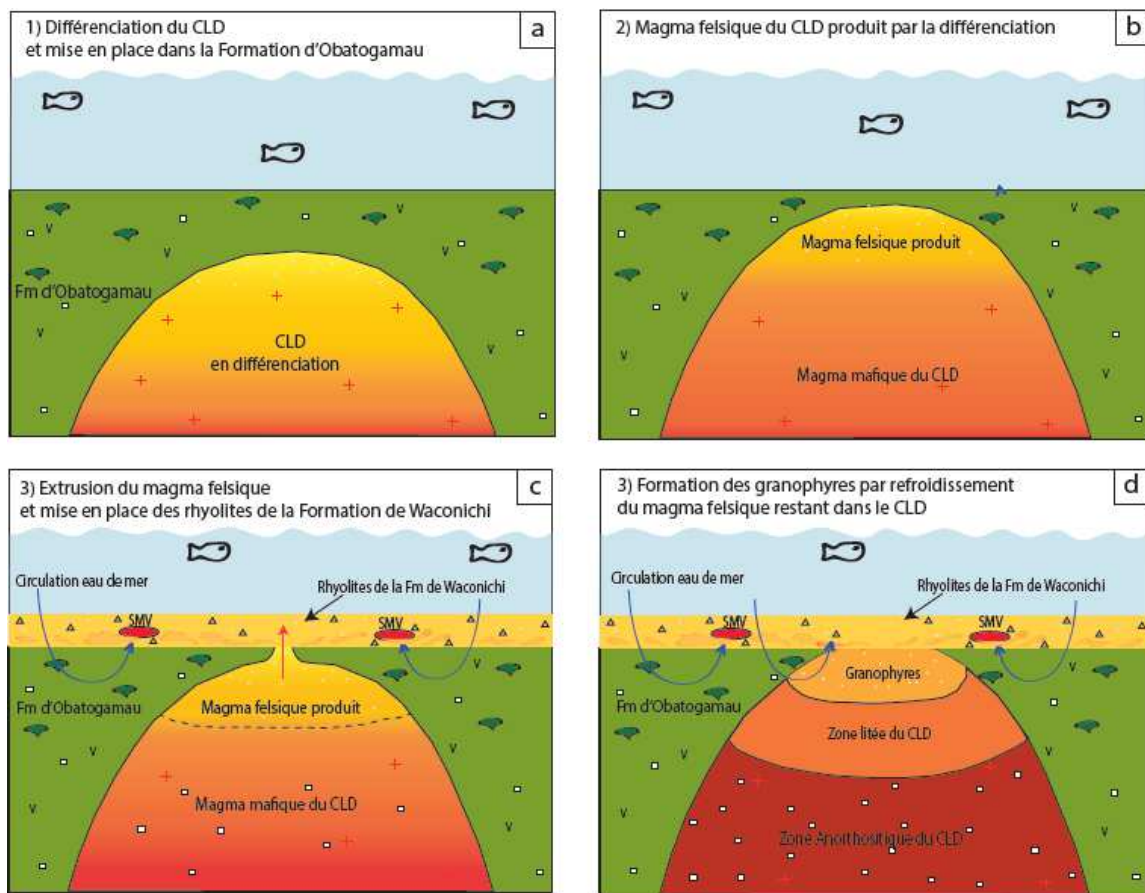 1) Différenciation du CLD
et mise en place dans la Formation d'Obatogamau
a
Fm d'Obatogamau
CLD
en différenciation
2) Magma felsique du CLD produit par la différenciation
b
Magma felsique produit
Magma mafique du CLD
3) Extrusion du magma felsique
et mise en place des rhyolites de la Formation de Waconichi
c
Circulation eau de mer
Rhyolites de la Fm de Waconichi
SMV
SMV
Magma felsique produit
Fm d'Obatogamau
Magma mafique du CLD
3) Formation des granophyres par refroidissement
du magma felsique restant dans le CLD
d
Circulation eau de mer
Rhyolites de la Fm de Waconichi
SMV
SMV
Granophyres
Fm d'Obatogamau
Zone litée du CLD
Zone Anorthositique du CLD